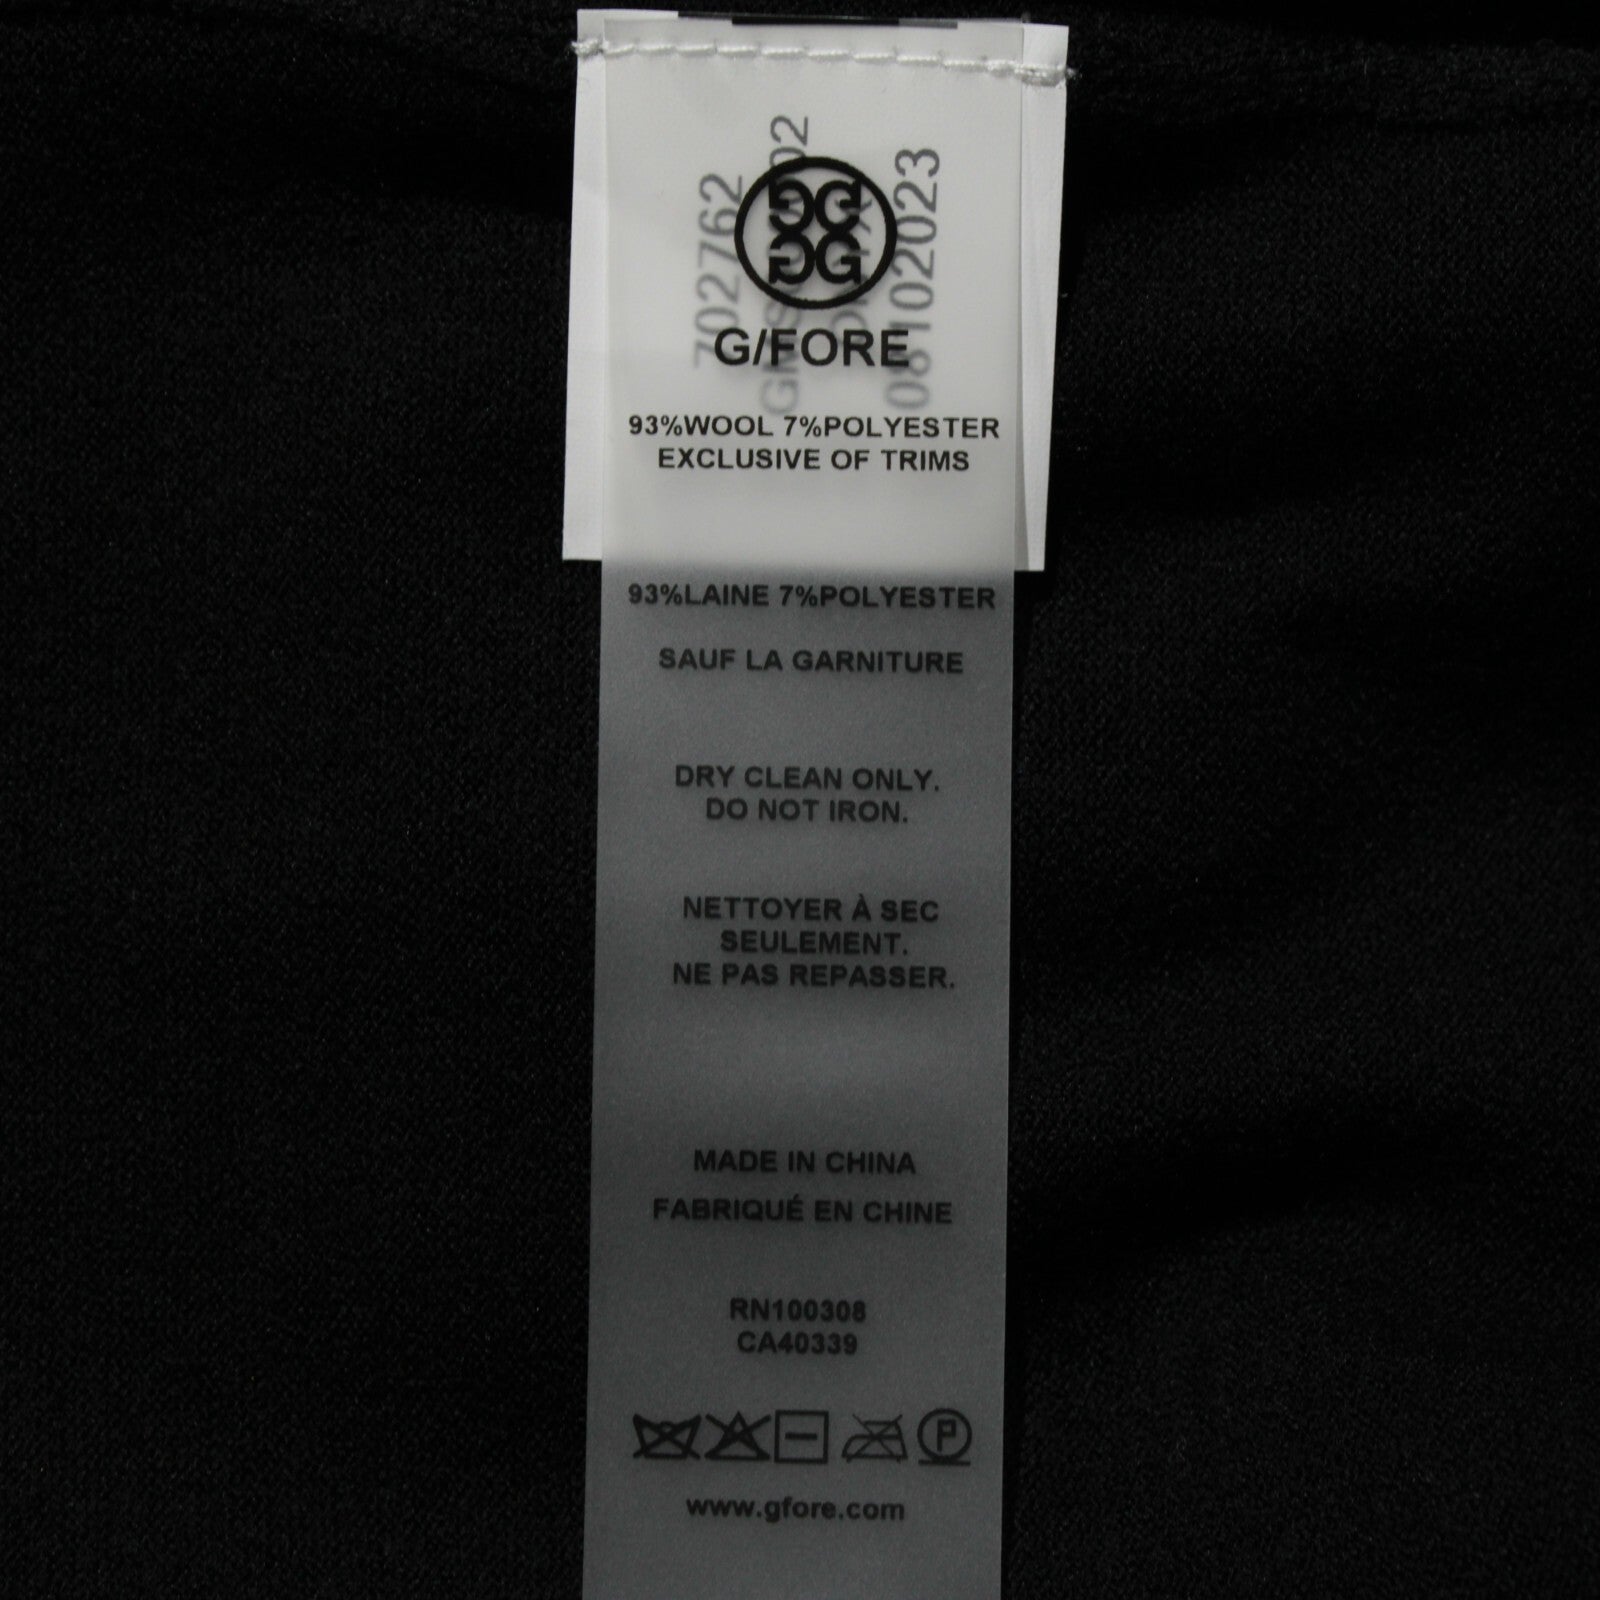 702762
08102023
G/FORE
93%WOOL 7%POLYESTER
EXCLUSIVE OF TRIMS
93%LAINE 7%POLYESTER
SAUF LA GARNITURE
DRY CLEAN ONLY.
DO NOT IRON.
NETTOYER À SEC
SEULEMENT.
NE PAS REPASSER.
MADE IN CHINA
FABRIQUÉ EN CHINE
RN100308
CA40339
P
www.gfore.com